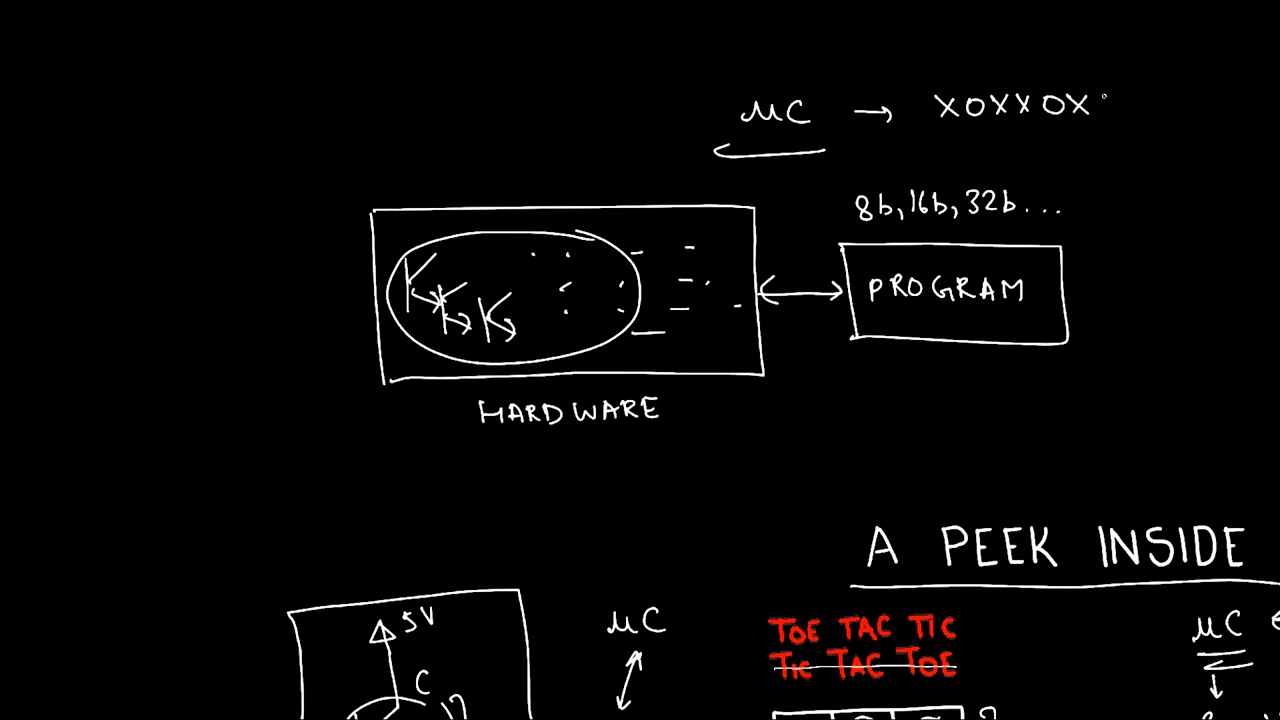 μC → XOXXOX
8b, 16b, 32b...
PROGRAM
HARDWARE
A PEEK INSIDE
5V
μC
TOE TAC TIC
TIC TAC TOE
μC
C